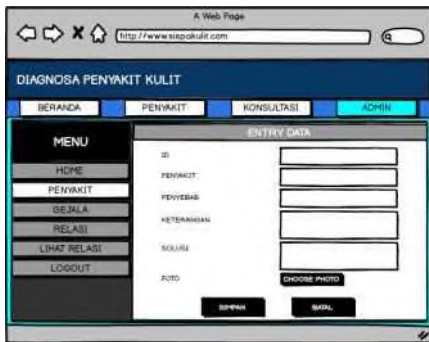 A Web Page
http://www.siapakulit.com
DIAGNOSA PENYAKIT KULIT
BERANDA PENYAKIT KONSULTASI ADMIN
MENU
ENTRY DATA
HOME
PENYAKIT
GEJALA
RELASI
LIHAT RELASI
LOGOUT
ID
PENYAKIT
PENYEBAB
KETERANGAN
SOLUSI
FOTO CHOOSE PHOTO
SIMPAN BATAL